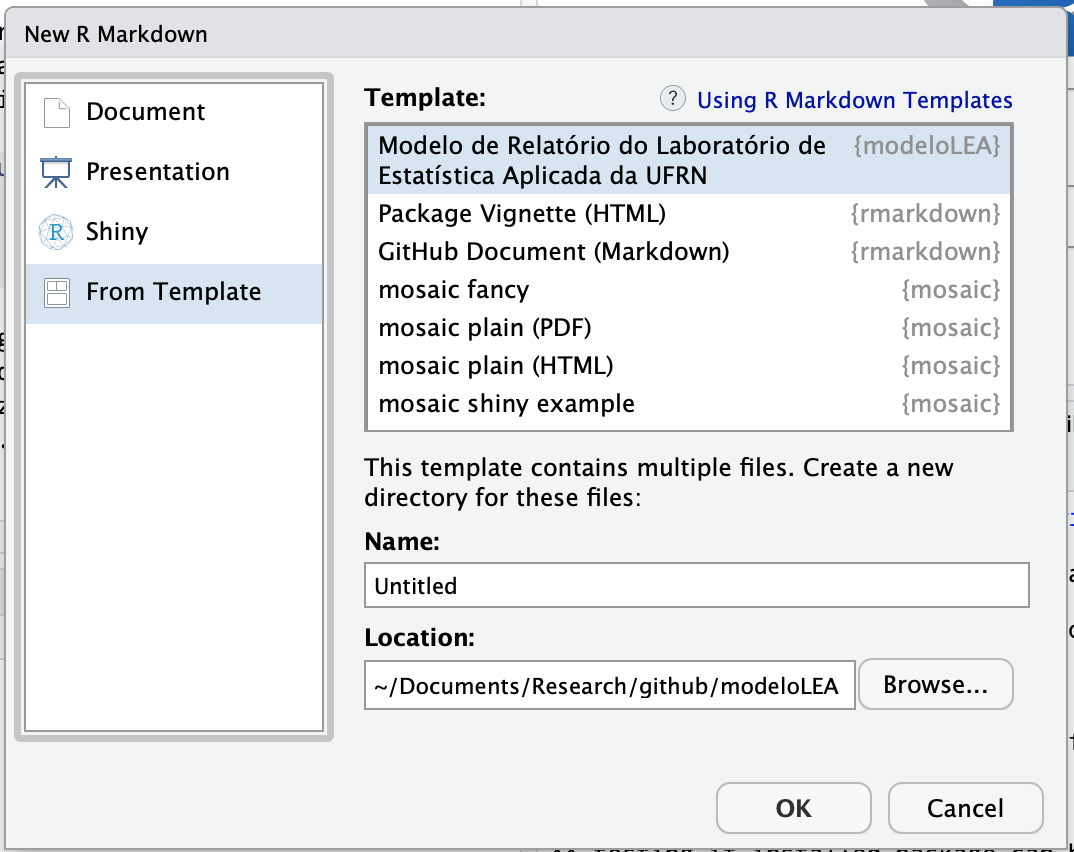 New R Markdown
Document
Presentation
Shiny
From Template
Template:
? Using R Markdown Templates
Modelo de Relatório do Laboratório de {modeloLEA}
Estatística Aplicada da UFRN
Package Vignette (HTML) {rmarkdown}
GitHub Document (Markdown) {rmarkdown}
mosaic fancy {mosaic}
mosaic plain (PDF) {mosaic}
mosaic plain (HTML) {mosaic}
mosaic shiny example {mosaic}
This template contains multiple files. Create a new
directory for these files:
Name:
Untitled
Location:
~/Documents/Research/github/modeloLEA
Browse...
OK
Cancel